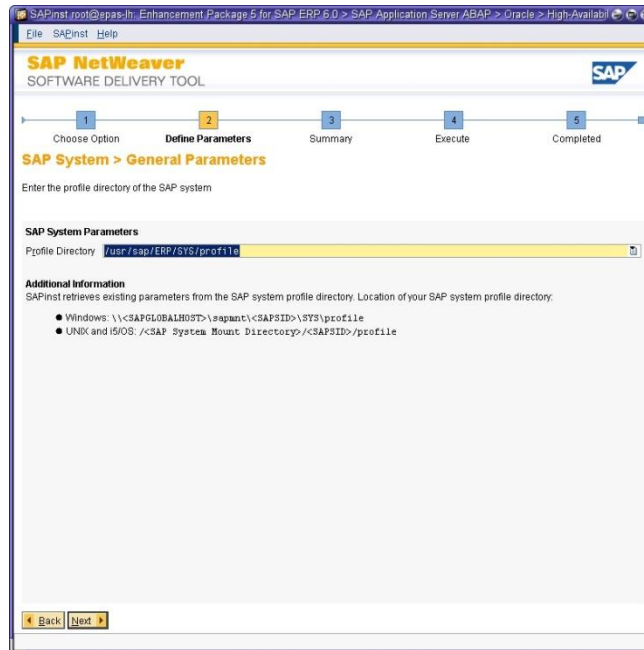 SAPinst root@epas-lh: Enhancement Package 5 for SAP ERP 6.0 > SAP Application Server ABAP > Oracle > High-Availabil
File SAPinst Help
SAP NetWeaver
SOFTWARE DELIVERY TOOL
SAP
1 2 3 4 5
Choose Option Define Parameters Summary Execute Completed
SAP System > General Parameters
Enter the profile directory of the SAP system
SAP System Parameters
Profile Directory /usr/sap/ERP/SYS/profile
Additional Information
SAPinst retrieves existing parameters from the SAP system profile directory. Location of your SAP system profile directory:
● Windows: \\<SAPGLOBALHOST>\sapmnt\<SAPSID>\SYS\profile
● UNIX and i5/OS: /<SAP System Mount Directory>/<SAPSID>/profile
Back Next